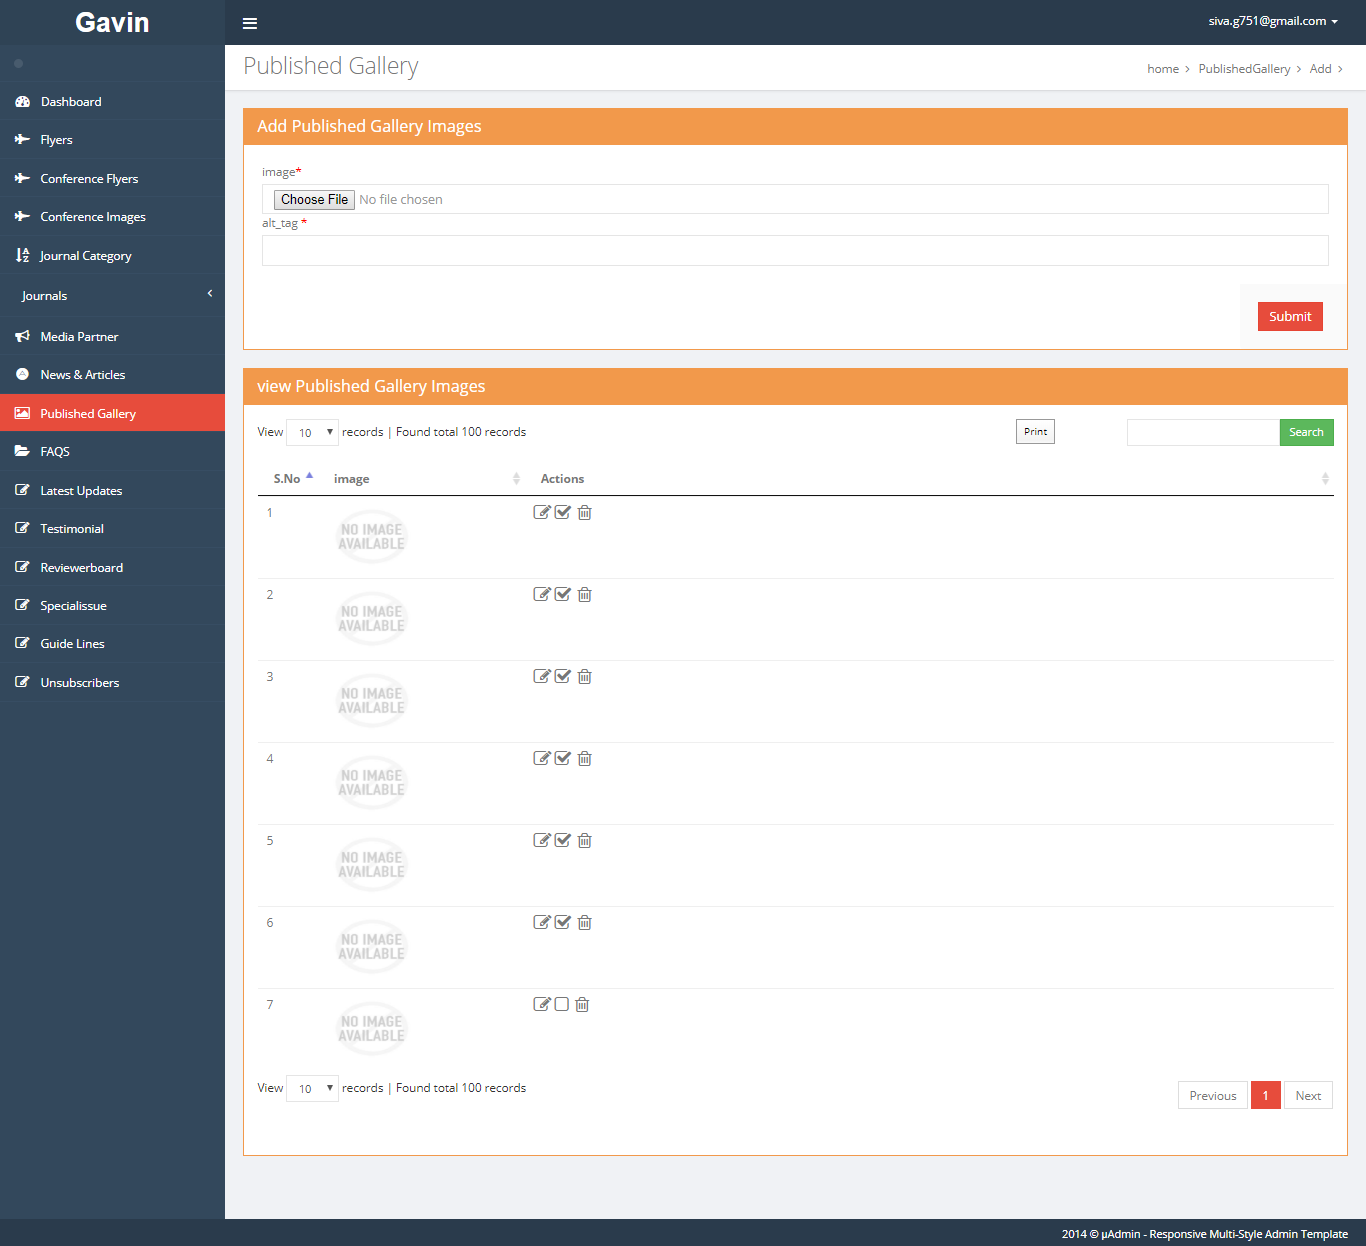 Gavin
siva.g751@gmail.com
Dashboard
Flyers
Conference Flyers
Conference Images
Journal Category
Journals
Media Partner
News & Articles
Published Gallery
FAQS
Latest Updates
Testimonial
Reviewerboard
Specialissue
Guide Lines
Unsubscribers
Published Gallery
home > PublishedGallery > Add >
Add Published Gallery Images
image*
Choose File No file chosen
alt_tag *
Submit
view Published Gallery Images
View 10 records | Found total 100 records
Print
Search
S.No image Actions
1 NO IMAGE
AVAILABLE
2 NO IMAGE
AVAILABLE
3 NO IMAGE
AVAILABLE
4 NO IMAGE
AVAILABLE
5 NO IMAGE
AVAILABLE
6 NO IMAGE
AVAILABLE
7 NO IMAGE
AVAILABLE
View 10 records | Found total 100 records
Previous 1 Next
2014 © µAdmin - Responsive Multi-Style Admin Template